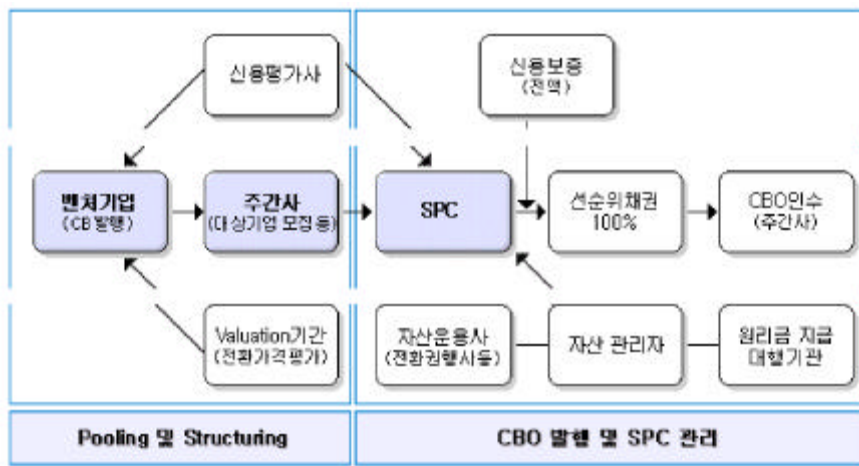 신용평가사
신용보증
(전액)
벤처기업
(CB발행)
주간사
(대상기업 모집 등)
SPC
선순위채권
100%
CBO인수
(주간사)
Valuation기간
(전환가격평가)
자산운용사
(전환권행사등)
자산 관리자
원리금 지급
대행기관
Pooling 및 Structuring
CBO 발행 및 SPC 관리